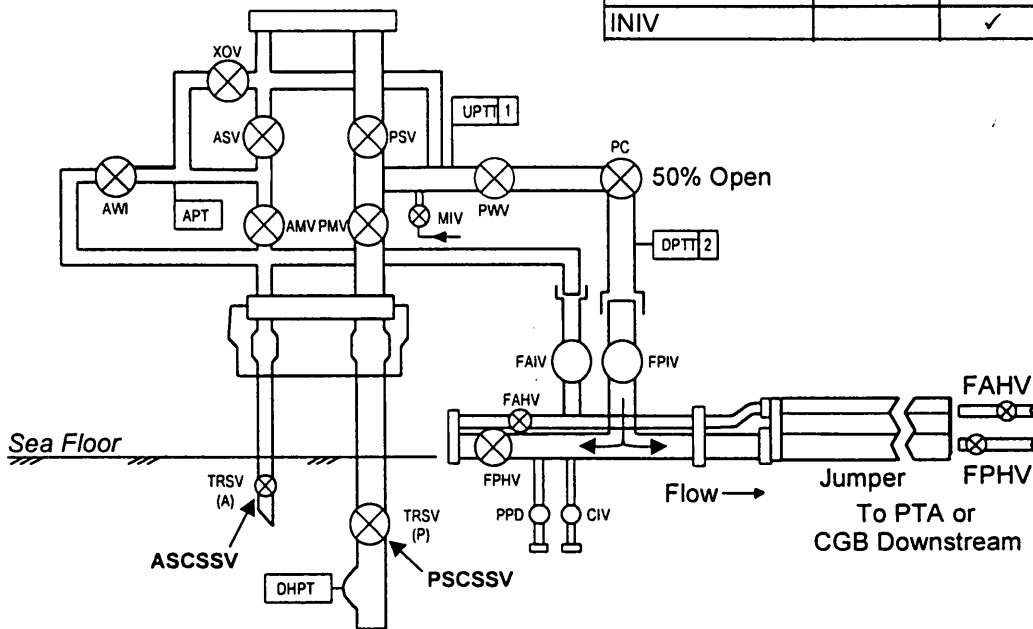 INIV ✓
XOV
UPTT 1
ASV
PSV
PC
50% Open
AWI
APT
AMV
PMV
MIV
PWV
DPTT 2
FAIV
FPIV
FAHV
FAHV
Sea Floor
FPHV
FPHV
Flow
Jumper
To PTA or
CGB Downstream
TRSV
(A)
TRSV
(P)
PPD
CIV
ASCSSV
PSCSSV
DHPT